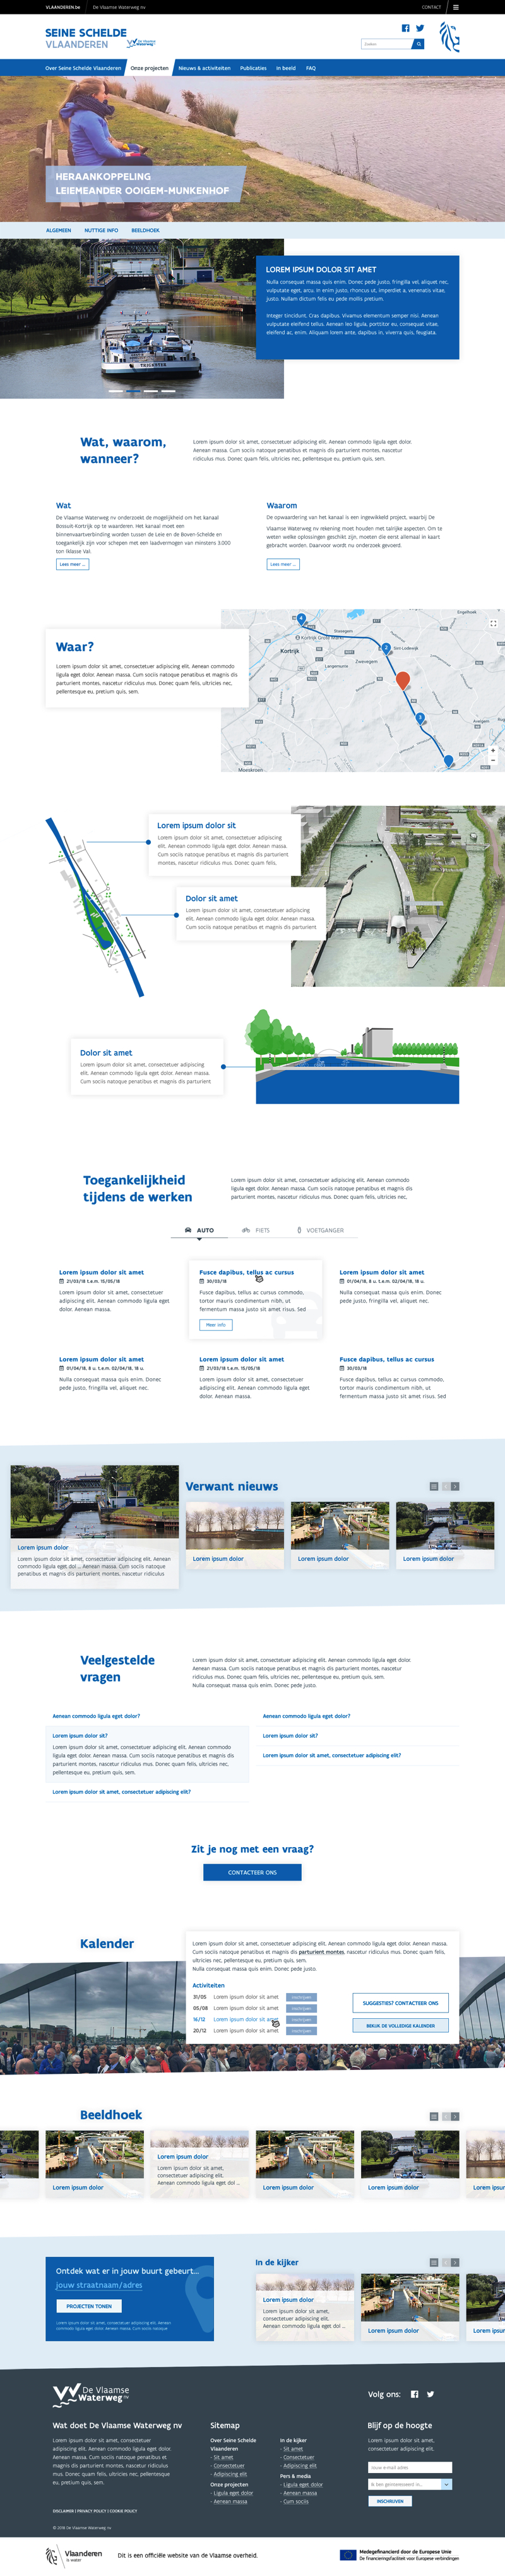 VLAANDEREN.be
De Vlaamse Waterweg nv
CONTACT
SEINE SCHELDE
VLAANDEREN
Zoeken
Over Seine Schelde Vlaanderen
Onze projecten
Nieuws & activiteiten
Publicaties
In beeld
FAQ
HERAANKOPPELING
LEIEMEANDER OOIGEM-MUNKENHOF
ALGEMEEN
NUTTIGE INFO
BEELDHOEK
LOREM IPSUM DOLOR SIT AMET
Nulla consequat massa quis enim. Donec pede justo, fringilla vel, aliquet nec,
vulputate eget, arcu. In enim justo, rhoncus ut, imperdiet a, venenatis vitae,
justo. Nullam dictum felis eu pede mollis pretium.
Integer tincidunt. Cras dapibus. Vivamus elementum semper nisi. Aenean
vulputate eleifend tellus. Aenean leo ligula, porttitor eu, consequat vitae,
eleifend ac, enim. Aliquam lorem ante, dapibus in, viverra quis, feugiata.
Wat, waarom,
wanneer?
Lorem ipsum dolor sit amet, consectetuer adipiscing elit. Aenean commodo ligula eget dolor.
Aenean massa. Cum sociis natoque penatibus et magnis dis parturient montes, nascetur
ridiculus mus. Donec quam felis, ultricies nec, pellentesque eu, pretium quis, sem.
Wat
De Vlaamse Waterweg nv onderzoekt de mogelijkheid om het kanaal
Bossuit-Kortrijk op te waarderen. Het kanaal moet een
binnenvaartverbinding worden tussen de Leie en de Boven-Schelde en
toegankelijk zijn voor schepen met een laadvermogen van minstens 3.000
ton (klasse Va).
Lees meer ...
Waarom
De opwaardering van het kanaal is een ingewikkeld project, waarbij De
Vlaamse Waterweg nv rekening moet houden met talrijke aspecten. Om te
weten welke oplossingen geschikt zijn, moeten die eerst allemaal in kaart
gebracht worden. Daarvoor wordt nu onderzoek gevoerd.
Lees meer ...
Waar?
Lorem ipsum dolor sit amet, consectetuer adipiscing elit. Aenean commodo
ligula eget dolor. Aenean massa. Cum sociis natoque penatibus et magnis dis
parturient montes, nascetur ridiculus mus. Donec quam felis, ultricies nec,
pellentesque eu, pretium quis, sem.
Kortrijk
Lorem ipsum dolor sit
Lorem ipsum dolor sit amet, consectetuer adipiscing
elit. Aenean commodo ligula eget dolor. Aenean massa.
Cum sociis natoque penatibus et magnis dis parturient
montes, nascetur ridiculus mus. Donec quam felis,
Dolor sit amet
Lorem ipsum dolor sit amet, consectetuer adipiscing
elit. Aenean commodo ligula eget dolor. Aenean massa.
Cum sociis natoque penatibus et magnis dis parturient
Dolor sit amet
Lorem ipsum dolor sit amet, consectetuer adipiscing
elit. Aenean commodo ligula eget dolor. Aenean massa.
Cum sociis natoque penatibus et magnis dis parturient
Toegankelijkheid
tijdens de werken
Lorem ipsum dolor sit amet, consectetuer adipiscing elit. Aenean commodo
ligula eget dolor. Aenean massa. Cum sociis natoque penatibus et magnis dis
parturient montes, nascetur ridiculus mus. Donec quam felis, ultricies nec,
AUTO
FIETS
VOETGANGER
Lorem ipsum dolor sit amet
21/03/18 t.e.m. 15/05/18
Lorem ipsum dolor sit amet, consectetuer
adipiscing elit. Aenean commodo ligula eget
dolor. Aenean massa.
Fusce dapibus, tellus ac cursus
30/03/18
Fusce dapibus, tellus ac cursus commodo,
tortor mauris condimentum nibh, ut
fermentum massa justo sit amet risus. Sed
Meer info
Lorem ipsum dolor sit amet
01/04/18, 8 u. t.e.m. 02/04/18, 18 u.
Nulla consequat massa quis enim. Donec
pede justo, fringilla vel, aliquet nec.
Lorem ipsum dolor sit amet
01/04/18, 8 u. t.e.m. 02/04/18, 18 u.
Nulla consequat massa quis enim. Donec
pede justo, fringilla vel, aliquet nec.
Lorem ipsum dolor sit amet
21/03/18 t.e.m. 15/05/18
Lorem ipsum dolor sit amet, consectetuer
adipiscing elit. Aenean commodo ligula eget
dolor. Aenean massa.
Fusce dapibus, tellus ac cursus
30/03/18
Fusce dapibus, tellus ac cursus commodo,
tortor mauris condimentum nibh, ut
fermentum massa justo sit amet risus. Sed
Verwant nieuws
Lorem ipsum dolor
Lorem ipsum dolor sit amet, consectetuer adipiscing elit. Aenean
commodo ligula eget dol ... Aenean massa. Cum sociis natoque
penatibus et magnis dis parturient montes, nascetur ridiculus
Lorem ipsum dolor
Lorem ipsum dolor
Lorem ipsum dolor
Veelgestelde
vragen
Lorem ipsum dolor sit amet, consectetuer adipiscing elit. Aenean commodo ligula eget dolor.
Aenean massa. Cum sociis natoque penatibus et magnis dis parturient montes, nascetur
ridiculus mus. Donec quam felis, ultricies nec, pellentesque eu, pretium quis, sem.
Nulla consequat massa quis enim. Donec pede justo.
Aenean commodo ligula eget dolor?
Lorem ipsum dolor sit?
Lorem ipsum dolor sit amet, consectetuer adipiscing elit. Aenean commodo
ligula eget dolor. Aenean massa. Cum sociis natoque penatibus et magnis dis
parturient montes, nascetur ridiculus mus. Donec quam felis, ultricies nec,
pellentesque eu, pretium quis, sem.
Lorem ipsum dolor sit amet, consectetuer adipiscing elit?
Aenean commodo ligula eget dolor?
Lorem ipsum dolor sit?
Lorem ipsum dolor sit amet, consectetuer adipiscing elit?
Zit je nog met een vraag?
CONTACTEER ONS
Kalender
Lorem ipsum dolor sit amet, consectetuer adipiscing elit. Aenean commodo ligula eget dolor. Aenean massa.
Cum sociis natoque penatibus et magnis dis parturient montes, nascetur ridiculus mus. Donec quam felis,
ultricies nec, pellentesque eu, pretium quis, sem.
Nulla consequat massa quis enim. Donec pede justo.
Activiteiten
31/05 Lorem ipsum dolor sit amet Inschrijven
05/08 Lorem ipsum dolor sit amet Inschrijven
16/12 Lorem ipsum dolor sit Inschrijven
20/12 Lorem ipsum dolor sit amet Inschrijven
SUGGESTIES? CONTACTEER ONS
BEKIJK DE VOLLEDIGE KALENDER
Beeldhoek
Lorem ipsum dolor
Lorem ipsum dolor
Lorem ipsum dolor sit amet,
consectetuer adipiscing elit.
Aenean commodo ligula eget dol ...
Lorem ipsum dolor
Lorem ipsum dolor
Lorem ipsum
Ontdek wat er in jouw buurt gebeurt...
jouw straatnaam/adres
PROJECTEN TONEN
Lorem ipsum dolor sit amet, consectetuer adipiscing elit. Aenean
commodo ligula eget dolor. Aenean massa. Cum sociis natoque
In de kijker
Lorem ipsum dolor
Lorem ipsum dolor sit amet,
consectetuer adipiscing elit.
Aenean commodo ligula eget dol ...
Lorem ipsum dolor
Lorem ipsum
De Vlaamse
Waterweg nv
Volg ons:
Wat doet De Vlaamse Waterweg nv
Lorem ipsum dolor sit amet, consectetuer
adipiscing elit. Aenean commodo ligula eget dolor.
Aenean massa. Cum sociis natoque penatibus et
magnis dis parturient montes, nascetur ridiculus
mus. Donec quam felis, ultricies nec, pellentesque
eu, pretium quis, sem.
DISCLAIMER | PRIVACY POLICY | COOKIE POLICY
© 2018 De Vlaamse Waterweg nv
Sitemap
Over Seine Schelde
Vlaanderen
- Sit amet
- Consectetuer
- Adipiscing elit
Onze projecten
- Ligula eget dolor
- Aenean massa
In de kijker
- Sit amet
- Consectetuer
- Adipiscing elit
Pers & media
- Ligula eget dolor
- Aenean massa
- Cum sociis
Blijf op de hoogte
Lorem ipsum dolor sit amet,
consectetuer adipiscing elit.
Jouw e-mail adres
Ik ben geïnteresseerd in...
INSCHRIJVEN
Vlaanderen
is water
Dit is een officiële website van de Vlaamse overheid.
Medegefinancierd door de Europese Unie
De financieringsfaciliteit voor Europese verbindingen